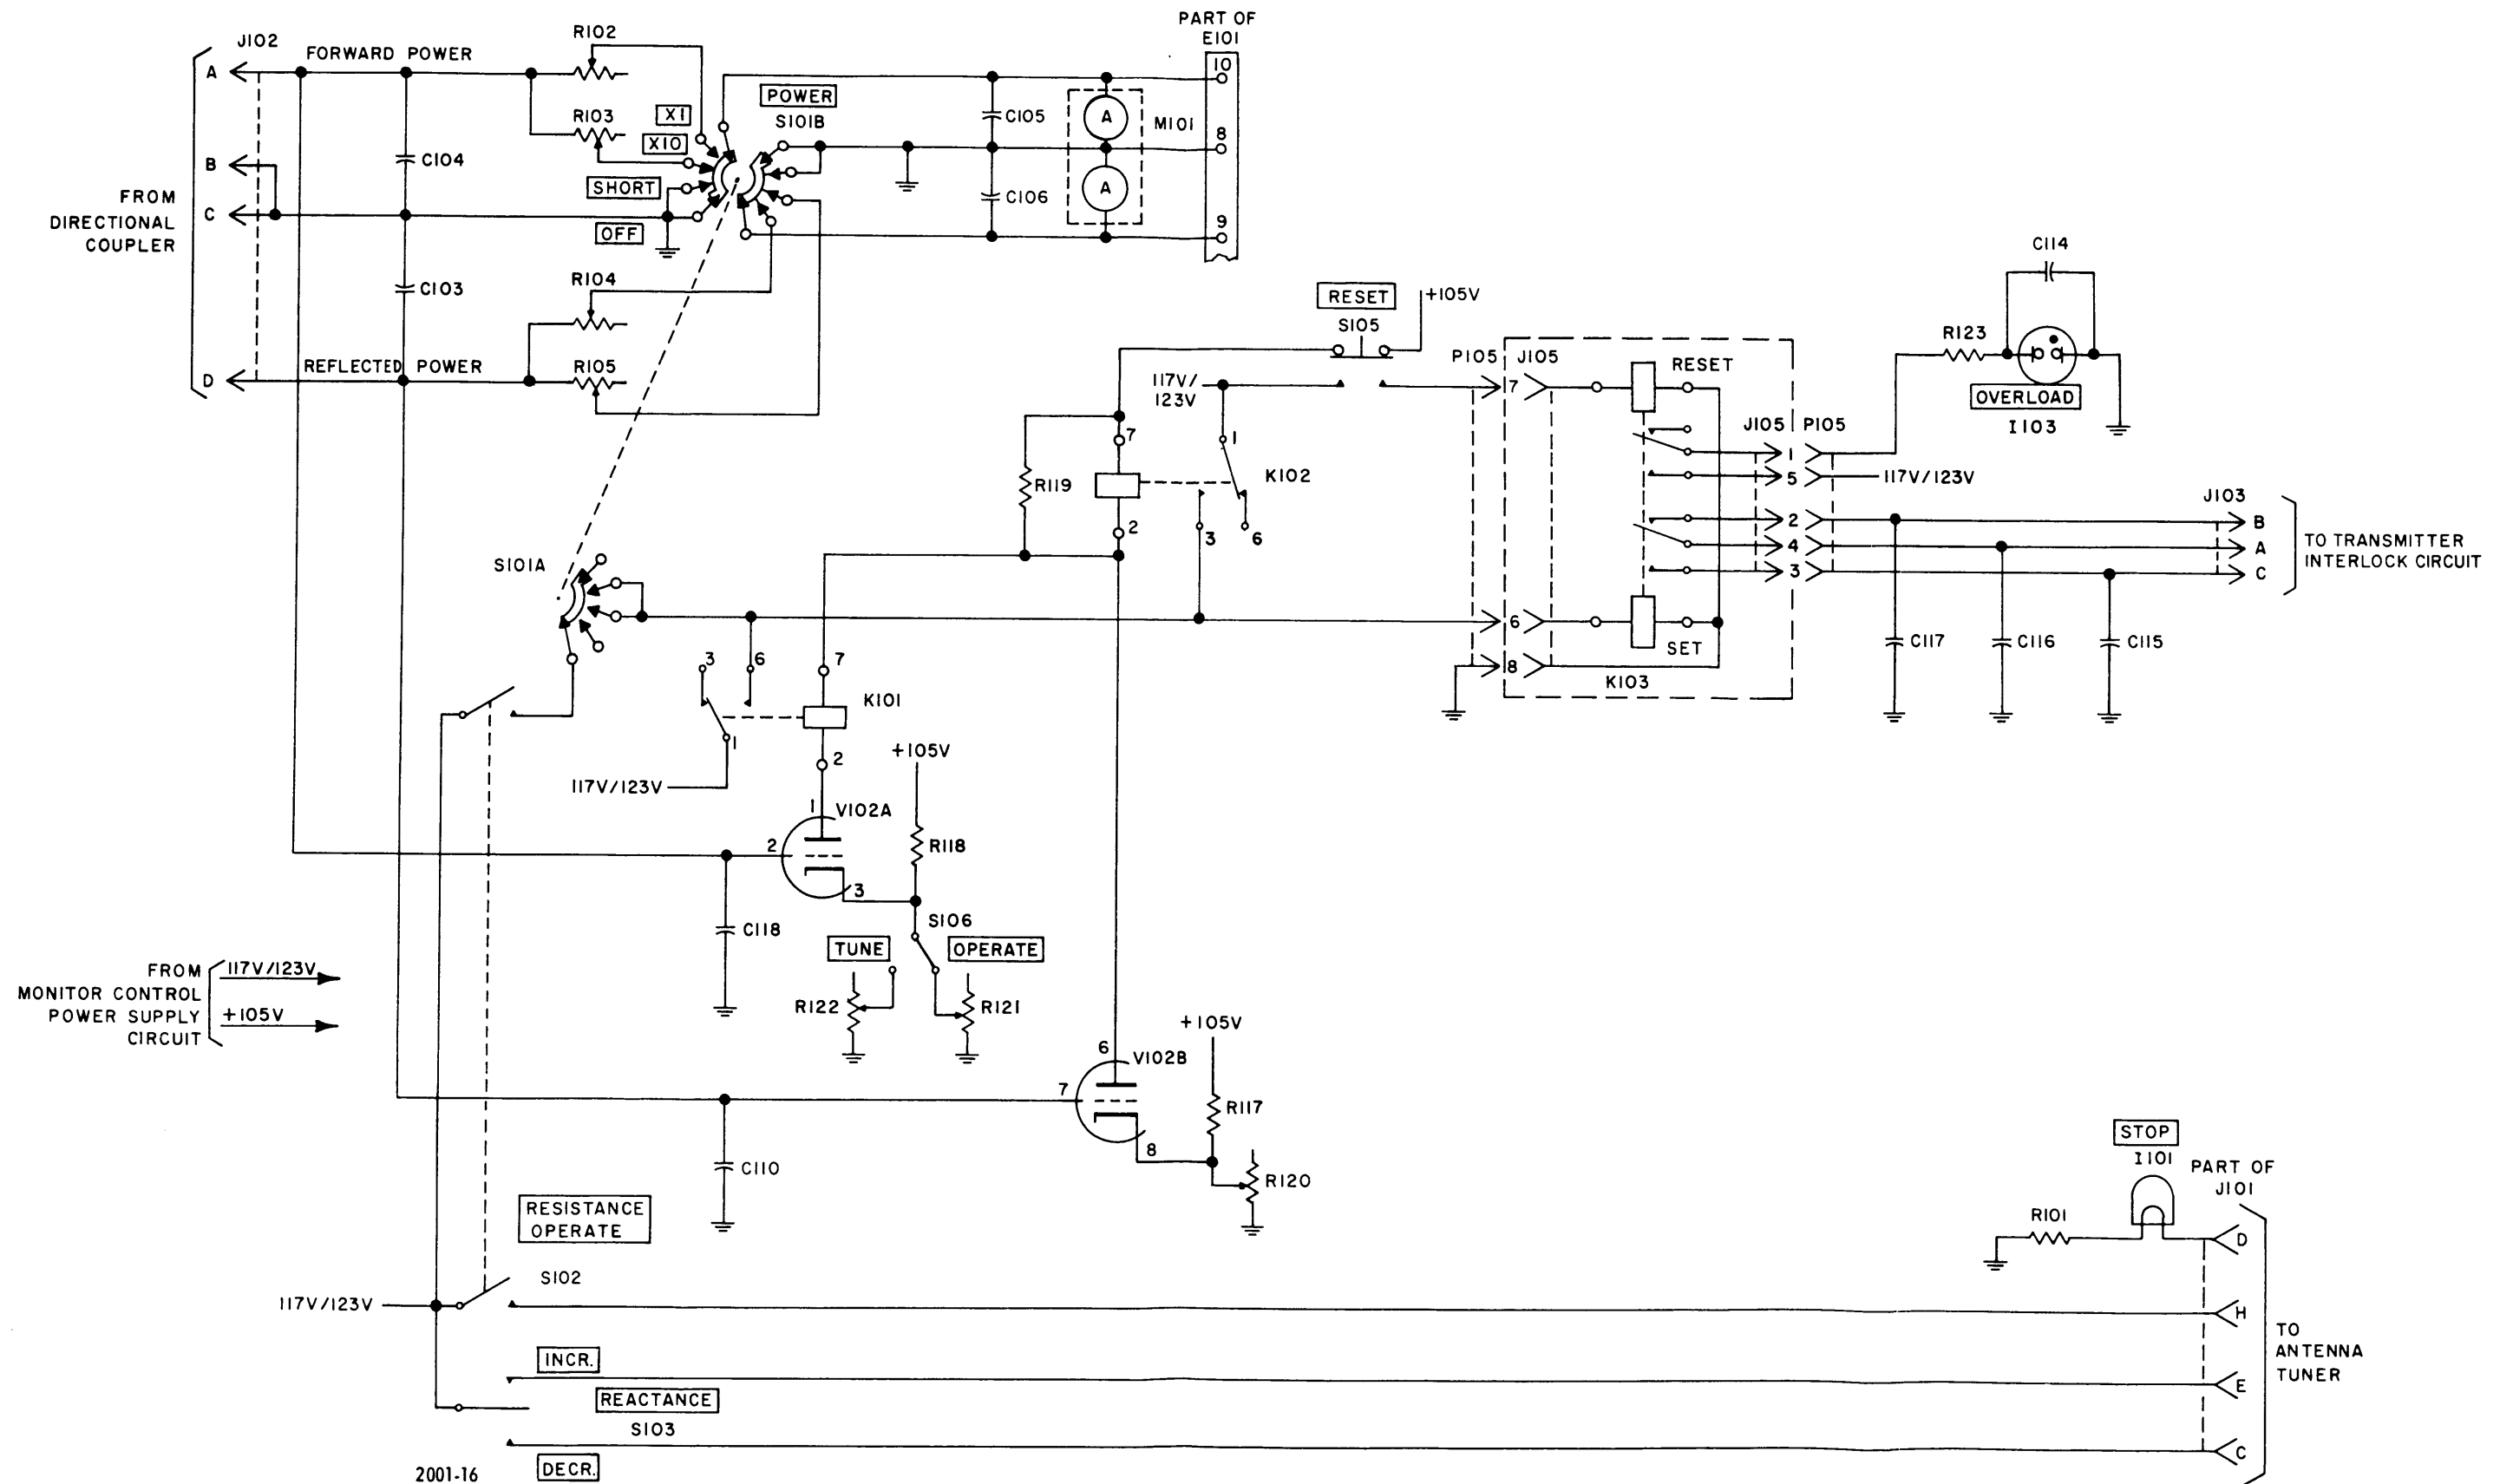 PART OF
E101
J102
FORWARD POWER
R102
A
10
POWER
S101B
X1
R103
X10
C105
A
M101
8
B
C104
SHORT
A
C106
FROM
DIRECTIONAL
COUPLER
C
OFF
9
C114
R104
C103
RESET
+105V
S105
R123
REFLECTED POWER
D
R105
P105
J105
RESET
117V/
123V
7
OVERLOAD
I103
J105
P105
7
1
1
K102
R119
5
117V/123V
J103
2
B
2
3
6
4
A
TO TRANSMITTER
INTERLOCK CIRCUIT
S101A
3
C
6
C117
C116
C115
SET
3
6
7
8
K103
K101
1
+105V
2
117V/123V
1
V102A
2
R118
3
S106
C118
TUNE
OPERATE
FROM
MONITOR CONTROL
POWER SUPPLY
CIRCUIT
117V/123V
+105V
R122
R121
+105V
6
V102B
7
R117
8
C110
R120
STOP
I101
PART OF
J101
RESISTANCE
OPERATE
R101
D
S102
117V/123V
H
TO
ANTENNA
TUNER
INCR.
E
REACTANCE
S103
C
DECR.
2001-16